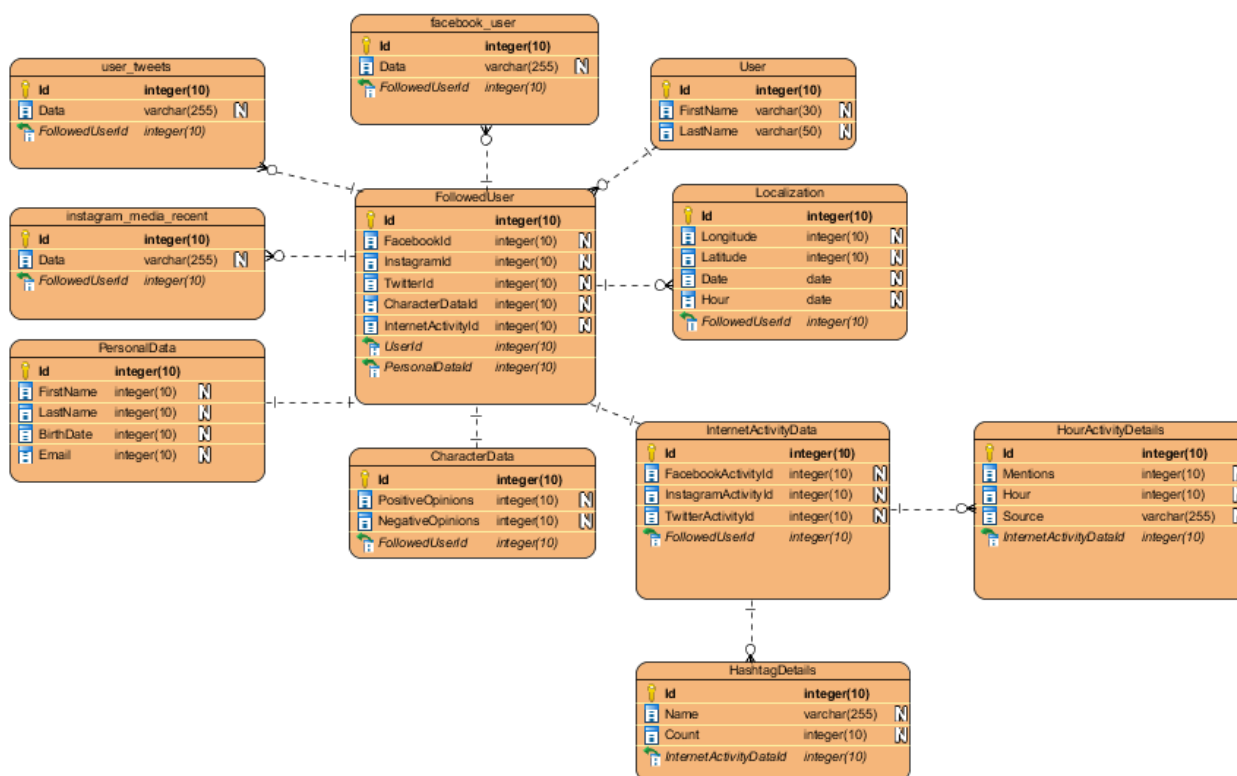 facebook_user
Id integer(10)
Data varchar(255) N
FollowedUserId integer(10)
user_tweets
Id integer(10)
Data varchar(255) N
FollowedUserId integer(10)
User
Id integer(10)
FirstName varchar(30) N
LastName varchar(50) N
instagram_media_recent
Id integer(10)
Data varchar(255) N
FollowedUserId integer(10)
FollowedUser
Id integer(10)
FacebookId integer(10) N
InstagramId integer(10) N
TwitterId integer(10) N
CharacterDataId integer(10) N
InternetActivityId integer(10) N
UserId integer(10)
PersonalDataId integer(10)
Localization
Id integer(10)
Longitude integer(10) N
Latitude integer(10) N
Date date N
Hour date N
FollowedUserId integer(10)
PersonalData
Id integer(10)
FirstName integer(10) N
LastName integer(10) N
BirthDate integer(10) N
Email integer(10) N
CharacterData
Id integer(10)
PositiveOpinions integer(10) N
NegativeOpinions integer(10) N
FollowedUserId integer(10)
InternetActivityData
Id integer(10)
FacebookActivityId integer(10) N
InstagramActivityId integer(10) N
TwitterActivityId integer(10) N
FollowedUserId integer(10)
HourActivityDetails
Id integer(10)
Mentions integer(10)
Hour integer(10)
Source varchar(255)
InternetActivityDataId integer(10)
HashtagDetails
Id integer(10)
Name varchar(255) N
Count integer(10) N
InternetActivityDataId integer(10)